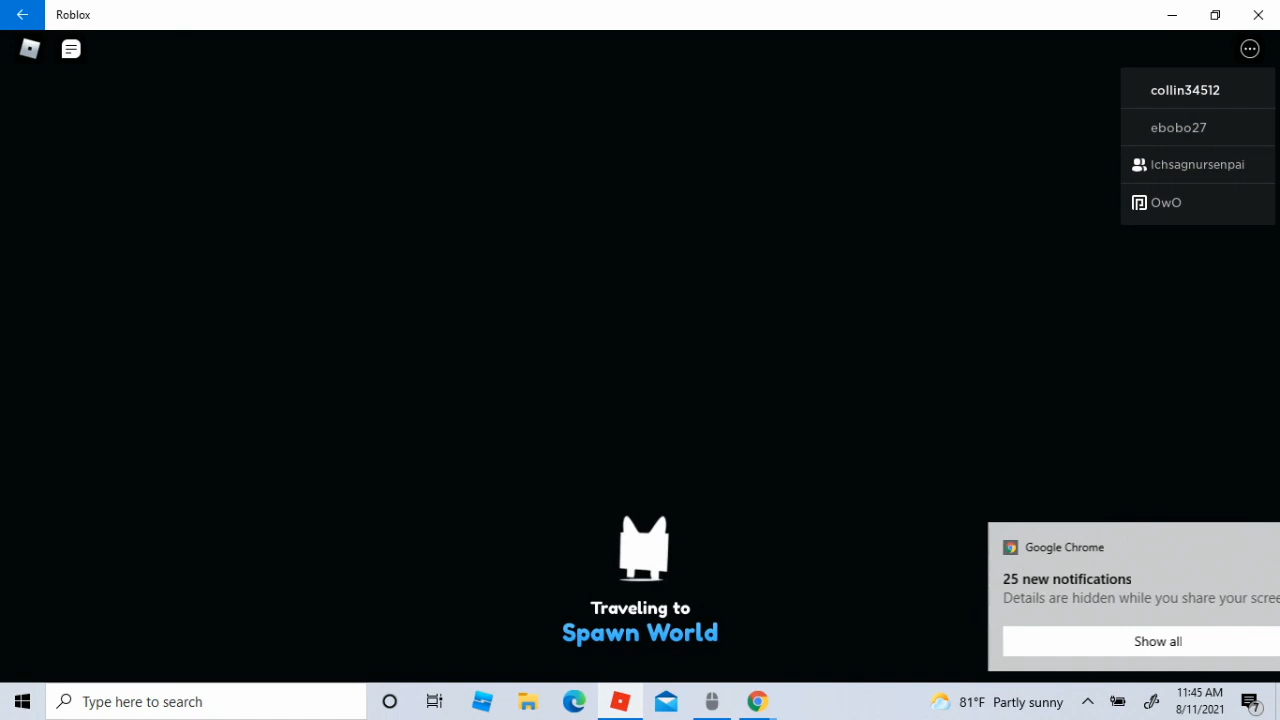 Roblox
collin34512
ebobo27
Ichsagnursenpai
OwO
Google Chrome
25 new notifications
Details are hidden while you share your scree
Show all
Traveling to
Spawn World
Type here to search
81°F Partly sunny
11:45 AM
8/11/2021
7